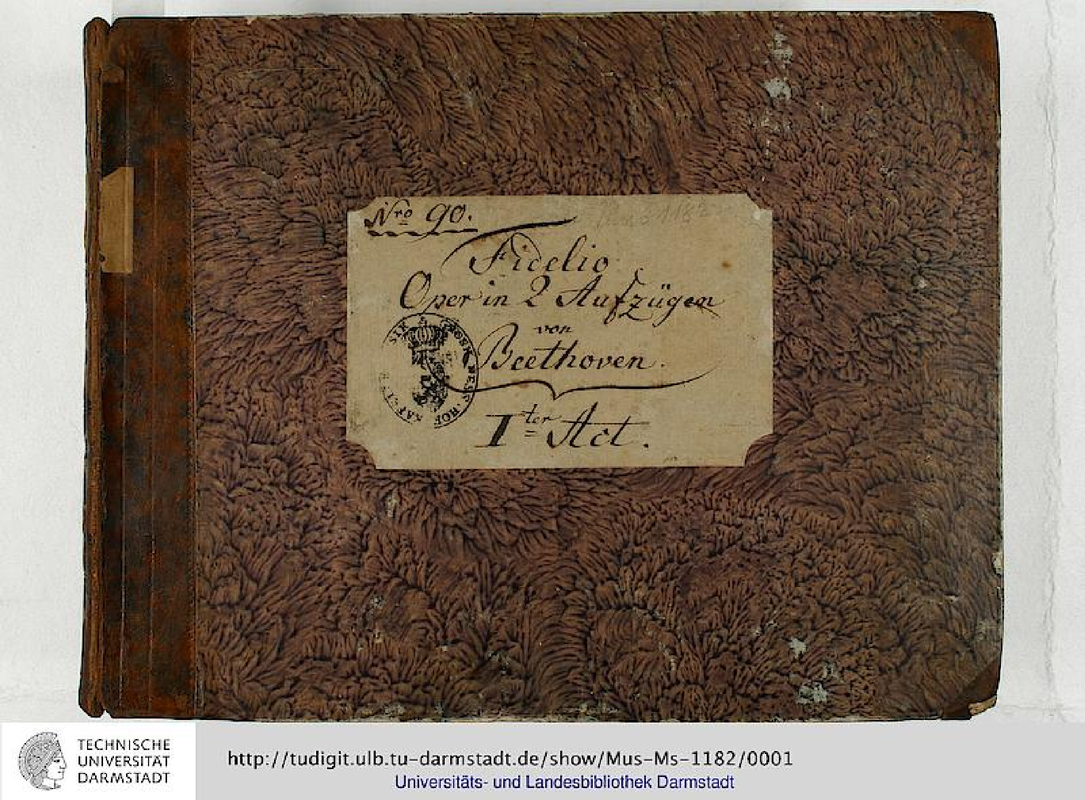 Nro 90.
Fidelio
Oper in 2 Aufzügen
von
Beethoven.
Iter Act.
TECHNISCHE
UNIVERSITÄT
DARMSTADT
http://tudigit.ulb.tu-darmstadt.de/show/Mus-Ms-1182/0001
Universitäts- und Landesbibliothek Darmstadt